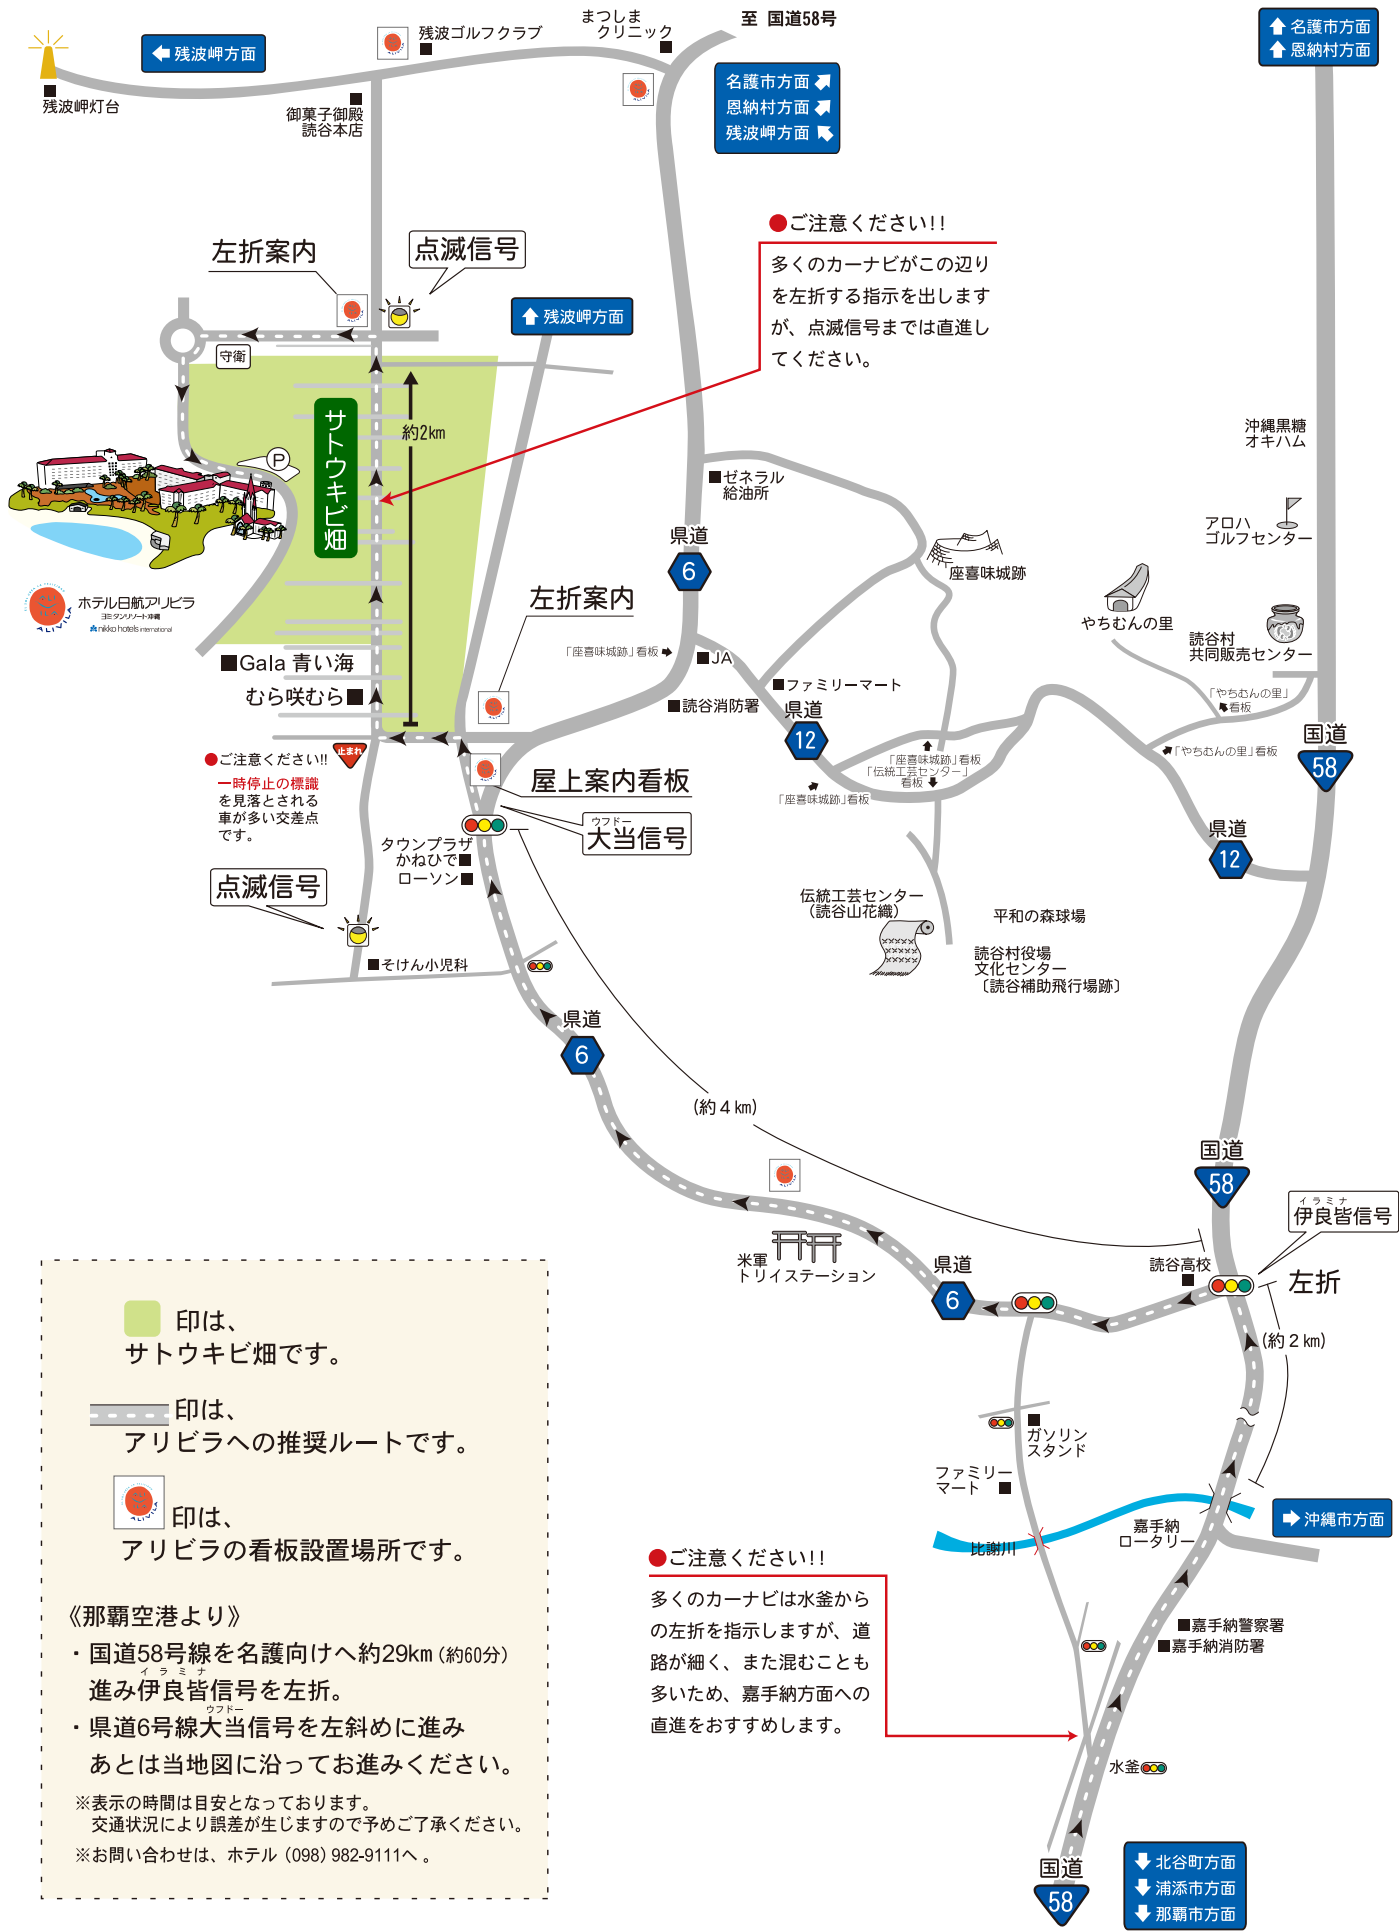 至 国道58号
まつしま
クリニック
残波ゴルフクラブ
残波岬方面
残波岬灯台
御菓子御殿
読谷本店
名護市方面
恩納村方面
残波岬方面
名護市方面
恩納村方面
●ご注意ください!!
多くのカーナビがこの辺り
を左折する指示を出します
が、点滅信号までは直進し
てください。
左折案内
点滅信号
残波岬方面
守衛
サトウキビ畑
約2km
P
ホテル日航アリビラ
ヨミタンリゾート沖縄
nikko hotels international
ALIVILA
■Gala 青い海
むら咲むら■
●ご注意ください!!
一時停止の標識
を見落とされる
車が多い交差点
です。
止まれ
左折案内
屋上案内看板
ウフドー
大当信号
タウンプラザ
かねひで■
ローソン■
点滅信号
■そけん小児科
■ゼネラル
給油所
県道
6
「座喜味城跡」看板
■JA
■読谷消防署
■ファミリーマート
県道
12
座喜味城跡
「座喜味城跡」看板
「伝統工芸センター」
看板
「座喜味城跡」看板
伝統工芸センター
(読谷山花織)
平和の森球場
読谷村役場
文化センター
〔読谷補助飛行場跡〕
沖縄黒糖
オキハム
アロハ
ゴルフセンター
やちむんの里
読谷村
共同販売センター
「やちむんの里」
看板
「やちむんの里」看板
国道
58
県道
12
県道
6
(約4km)
国道
58
イラミナ
伊良皆信号
読谷高校
左折
(約2km)
米軍
トリイステーション
県道
6
ガソリン
スタンド
ファミリー
マート
比謝川
嘉手納
ロータリー
沖縄市方面
●ご注意ください!!
多くのカーナビは水釜から
の左折を指示しますが、道
路が細く、また混むことも
多いため、嘉手納方面への
直進をおすすめします。
■嘉手納警察署
■嘉手納消防署
水釜
国道
58
北谷町方面
浦添市方面
那覇市方面
印は、
サトウキビ畑です。
印は、
アリビラへの推奨ルートです。
ALIVILA
印は、
アリビラの看板設置場所です。
《那覇空港より》
・国道58号線を名護向けへ約29km(約60分)
イラミナ
進み伊良皆信号を左折。
ウフドー
・県道6号線大当信号を左斜めに進み
あとは当地図に沿ってお進みください。
※表示の時間は目安となっております。
交通状況により誤差が生じますので予めご了承ください。
※お問い合わせは、ホテル(098)982-9111へ。